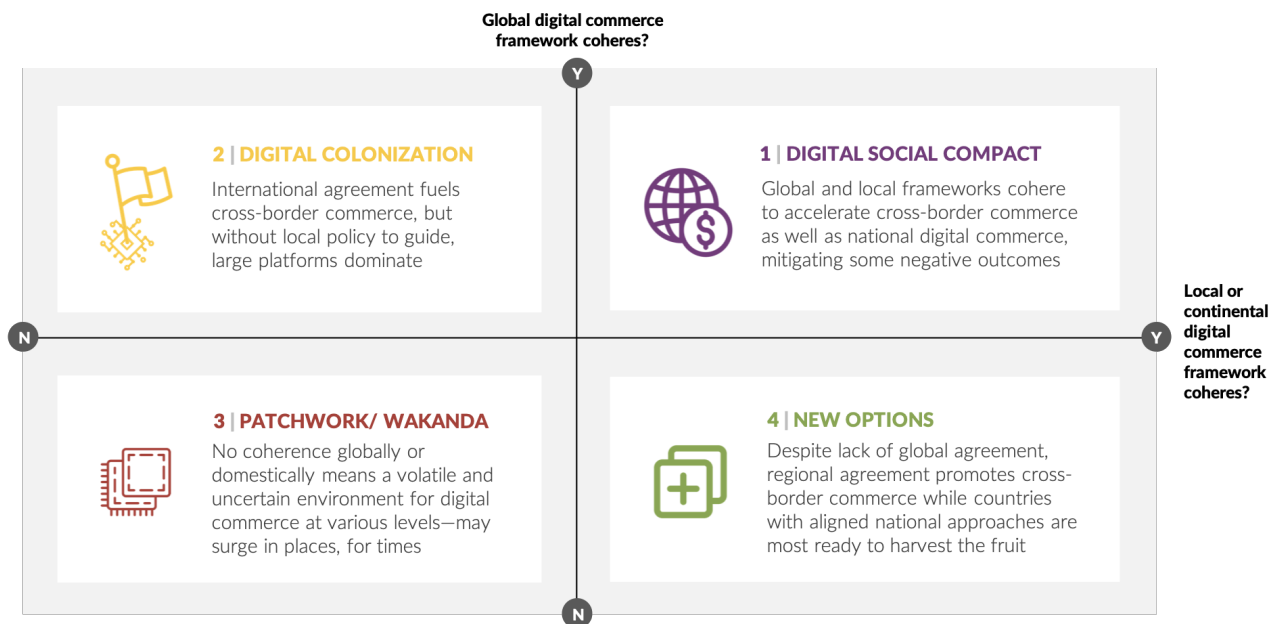 Global digital commerce
framework coheres?
Y
2 | DIGITAL COLONIZATION
International agreement fuels
cross-border commerce, but
without local policy to guide,
large platforms dominate
1 | DIGITAL SOCIAL COMPACT
Global and local frameworks cohere
to accelerate cross-border commerce
as well as national digital commerce,
mitigating some negative outcomes
$
N
Y
Local or
continental
digital
commerce
framework
coheres?
3 | PATCHWORK/ WAKANDA
No coherence globally or
domestically means a volatile and
uncertain environment for digital
commerce at various levels—may
surge in places, for times
4 | NEW OPTIONS
Despite lack of global agreement,
regional agreement promotes cross-
border commerce while countries
with aligned national approaches are
most ready to harvest the fruit
N